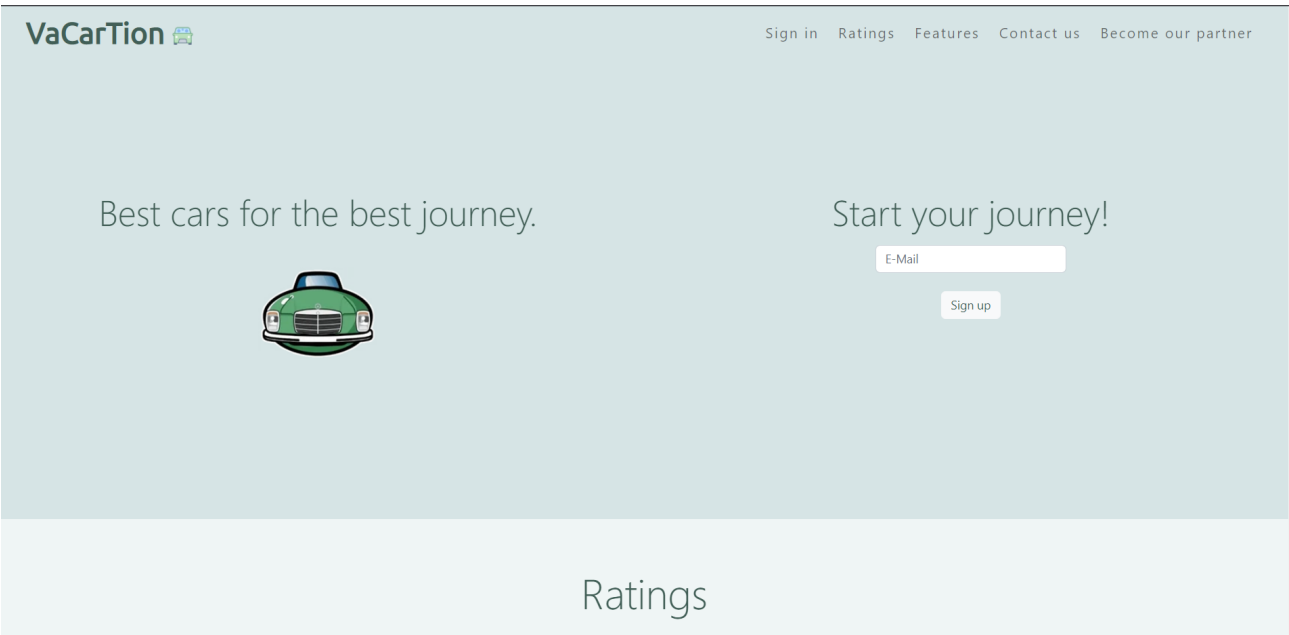 VaCarTion
Sign in Ratings Features Contact us Become our partner
Best cars for the best journey.
Start your journey!
E-Mail
Sign up
Ratings